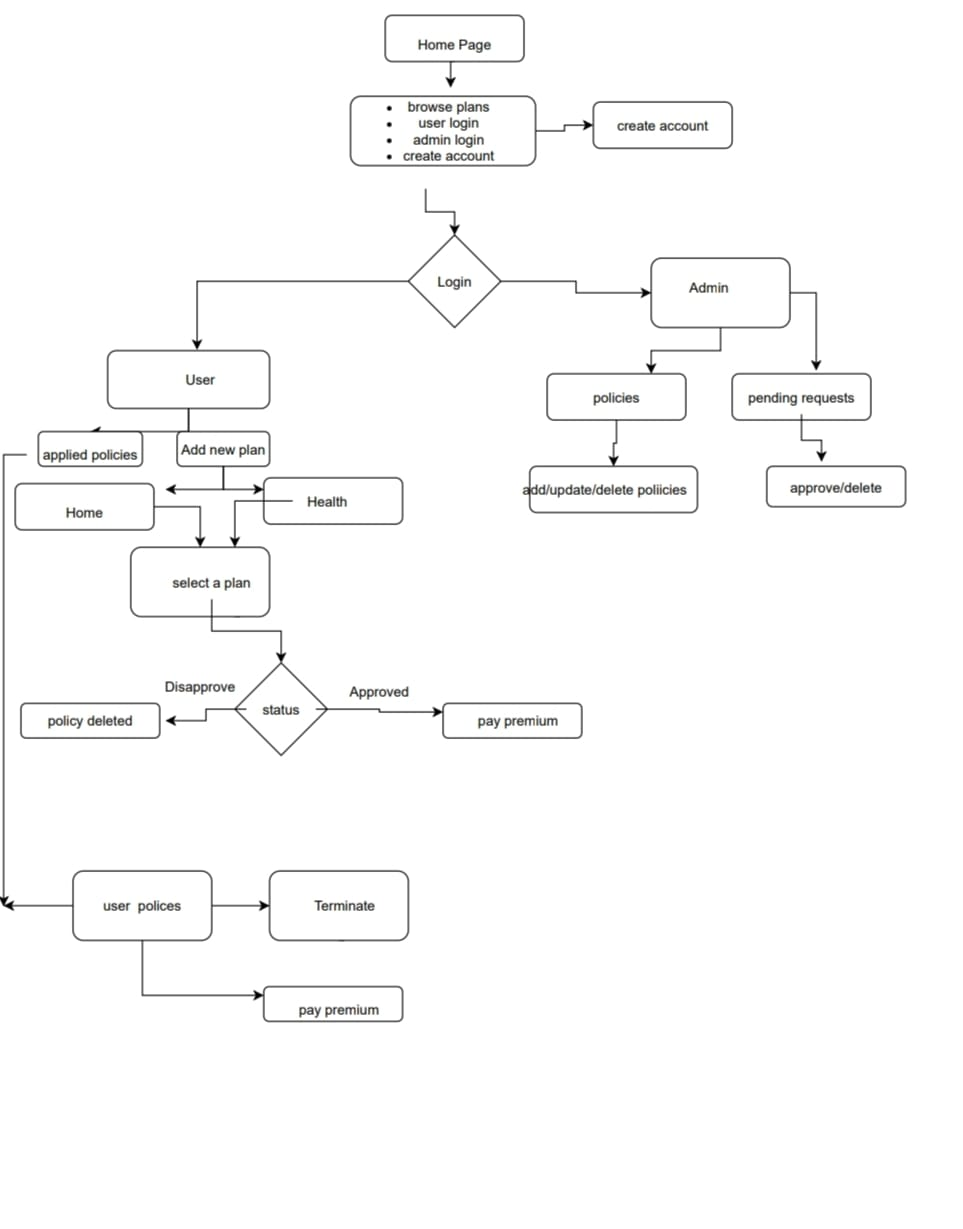 Home Page
• browse plans
• user login
• admin login
• create account
create account
Login
Admin
User
policies
pending requests
applied policies
Add new plan
add/update/delete poliicies
approve/delete
Home
Health
select a plan
Disapprove
Approved
status
policy deleted
pay premium
user polices
Terminate
pay premium